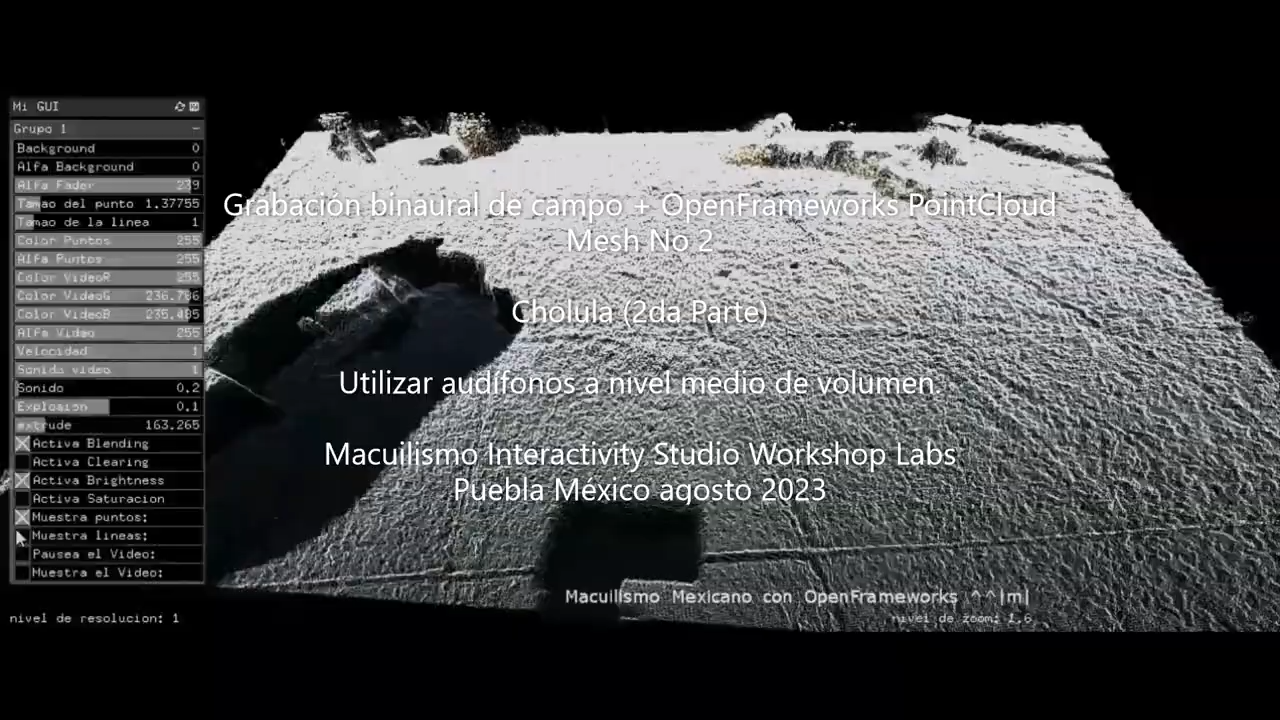 Mi GUI
Grupo 1
Background 0
Alfa Background 0
Alfa Fader 239
Tamao del punto 1.37755
Tamao de la linea 1
Color Puntos 255
Alfa Puntos 255
Color VideoR 255
Color VideoG 236.786
Color VideoB 235.485
Alfa Video 255
Velocidad 1
Sonido video 1
Sonido 0.2
Explosion 0.1
extrude 163.265
Activa Blending
Activa Clearing
Activa Brightness
Activa Saturacion
Muestra puntos:
Muestra lineas:
Pausea el Video:
Muestra el Video:
nivel de resolucion: 1
Grabación binaural de campo + OpenFrameworks PointCloud
Mesh No 2
Cholula (2da Parte)
Utilizar audífonos a nivel medio de volumen.
Macuilismo Interactivity Studio Workshop Labs
Puebla México agosto 2023
Macuilismo Mexicano con OpenFrameworks ^^|m|
nivel de zoom: 1.6